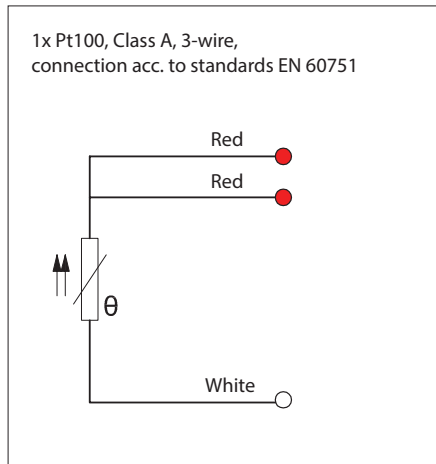 1x Pt100, Class A, 3-wire,
connection acc. to standards EN 60751
Red
Red
θ
White